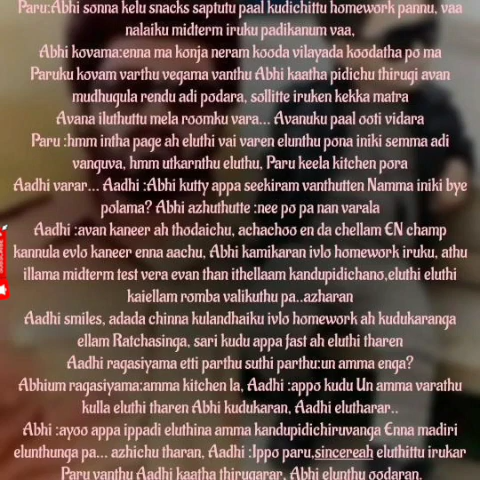 Paru:Abhi sonna kelu snacks saptutu paal kudichittu homework pannu, vaa
nalaiku midterm iruku padikanum vaa,
Abhi kovama:enna ma konja neram kooda vilayada koodatha po ma
Paruku kovam varthu vegama vanthu Abhi kaatha pidichu thirugi avan
mudhugula rendu adi podara, sollitte iruken kekka matra
Avana iluthuttu mela roomku varu... Avanuku paal ooti vidara
Paru :hmm intha page ah eluthi vai varen elunthu pona iniki semma adi
vanguva, hmm utkarnthu eluthu, Paru keela kitchen pora
Aadhi varar... Aadhi :Abhi kutty appa seekiram vanthutten Namma iniki bye
polama? Abhi azhuthutte :nee po pa nan varala
Aadhi :avan kaneer ah thodaichu, achachoo en da chellam EN champ
kannula evlo kaneer enna aachu, Abhi kamikaran ivlo homework iruku, athu
illama midterm test vera evan than ithellaam kandupidichano,eluthi eluthi
kaiellam romba valikuthu pa..azharan
Aadhi smiles, adada chinna kulandhaiku ivlo homework ah kudukaranga
ellam Ratchasinga, sari kudu appa fast ah eluthi tharen
Aadhi ragasiyama etti parthu suthi parthu:un amma enga?
Abhium ragasiyama:amma kitchen la, Aadhi :appo kudu Un amma varathu
kulla eluthi tharen Abhi kudukaran, Aadhi elutharar..
Abhi :ayoo appa ippadi eluthina amma kandupidichiruvanga Enna madiri
elunthunga pa... azhichu tharan, Aadhi :Ippo paru,sincereah eluthittu irukar
Paru vanthu Aadhi kaatha thirugarar, Abhi elunthu oodaran,